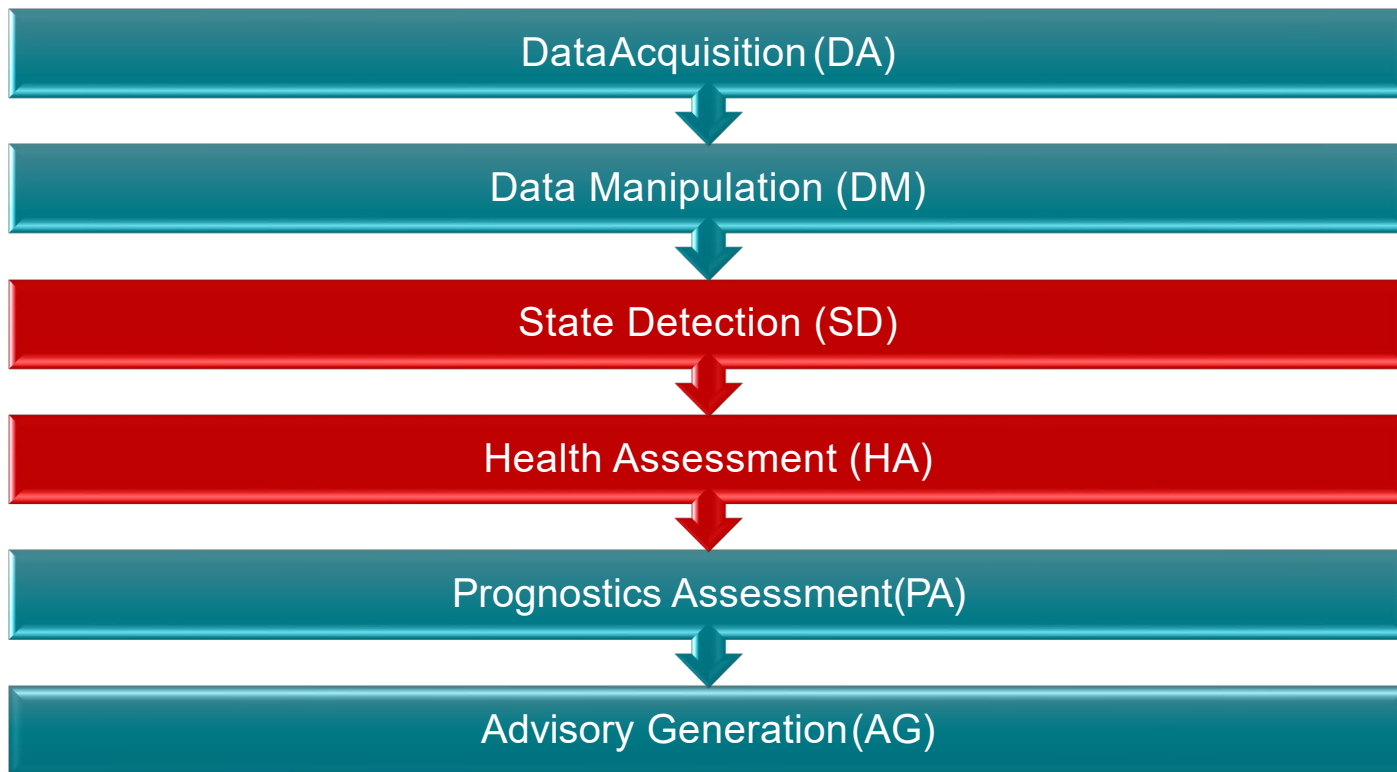 DataAcquisition (DA)
Data Manipulation (DM)
State Detection (SD)
Health Assessment (HA)
Prognostics Assessment(PA)
Advisory Generation (AG)